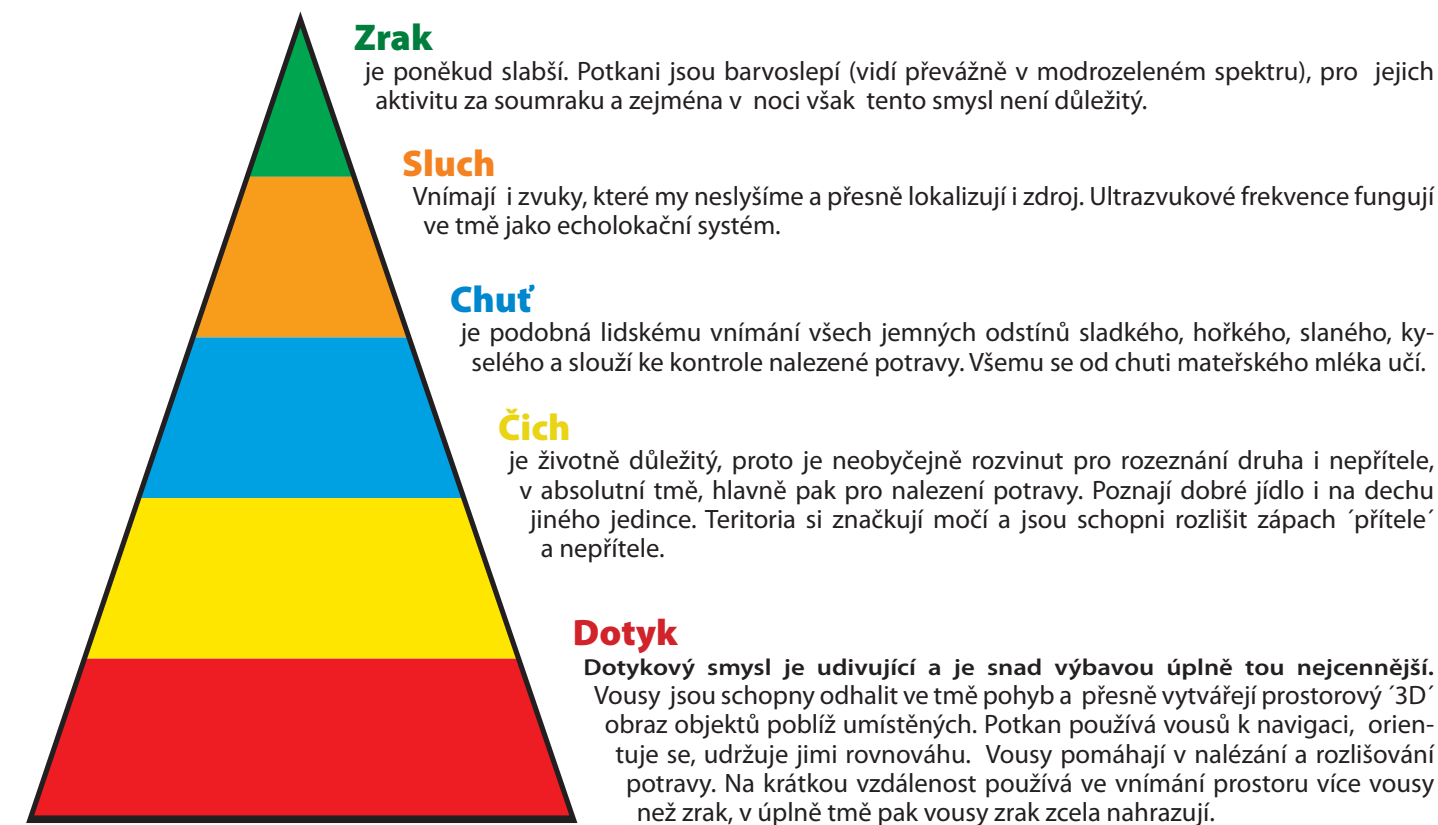 Zrak
je poněkud slabší. Potkani jsou barvoslepí (vidí převážně v modrozeleném spektru), pro jejich
aktivitu za soumraku a zejména v noci však tento smysl není důležitý.
Sluch
Vnímají i zvuky, které my neslyšíme a přesně lokalizují i zdroj. Ultrazvukové frekvence fungují
ve tmě jako echolokační systém.
Chuť
je podobná lidskému vnímání všech jemných odstínů sladkého, hořkého, slaného, ky-
selého a slouží ke kontrole nalezené potravy. Všemu se od chuti mateřského mléka učí.
Čich
je životně důležitý, proto je neobyčejně rozvinut pro rozeznání druha i nepřítele,
v absolutní tmě, hlavně pak pro nalezení potravy. Poznají dobré jídlo i na dechu
jiného jedince. Teritoria si značkují močí a jsou schopni rozlišit zápach ´přítele´
a nepřítele.
Dotyk
Dotykový smysl je udivující a je snad výbavou úplně tou nejcennější.
Vousy jsou schopny odhalit ve tmě pohyb a přesně vytvářejí prostorový ´3D´
obraz objektů poblíž umístěných. Potkan používá vousů k navigaci, orien-
tuje se, udržuje jimi rovnováhu. Vousy pomáhají v nalézání a rozlišování
potravy. Na krátkou vzdálenost používá ve vnímání prostoru více vousy
než zrak, v úplně tmě pak vousy zrak zcela nahrazují.